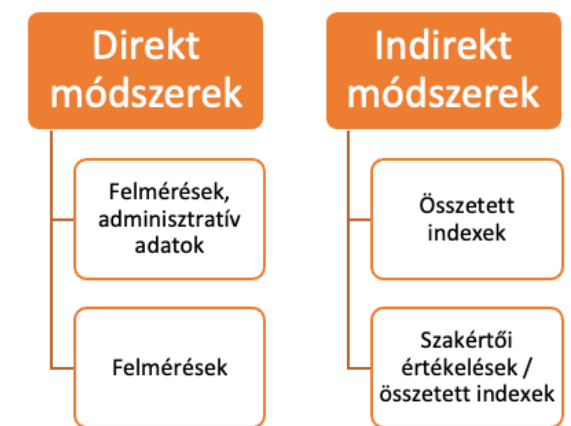 Direkt
módszerek
Felmérések,
adminisztratív
adatok
Felmérések
Indirekt
módszerek
Összetett
indexek
Szakértői
értékelések /
összetett indexek